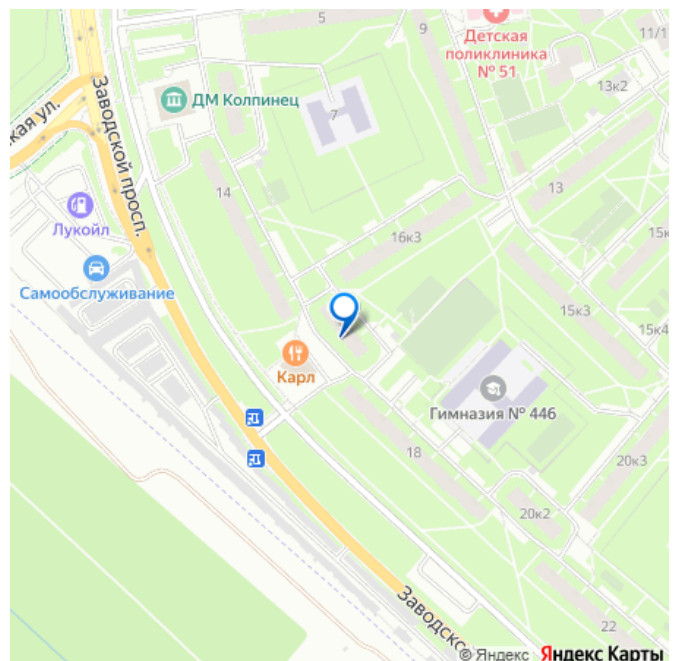 5
9
11/1
Детская
поликлиника
№ 51
13к2
ДМ Колпинец
7
кая ул.
Заводской просп.
14
13
Лукойл
16к3
15к
Самообслуживание
15к3
15к4
Карл
Гимназия № 446
18
20к3
20к2
22
Заводско
© Яндекс Яндекс Карты